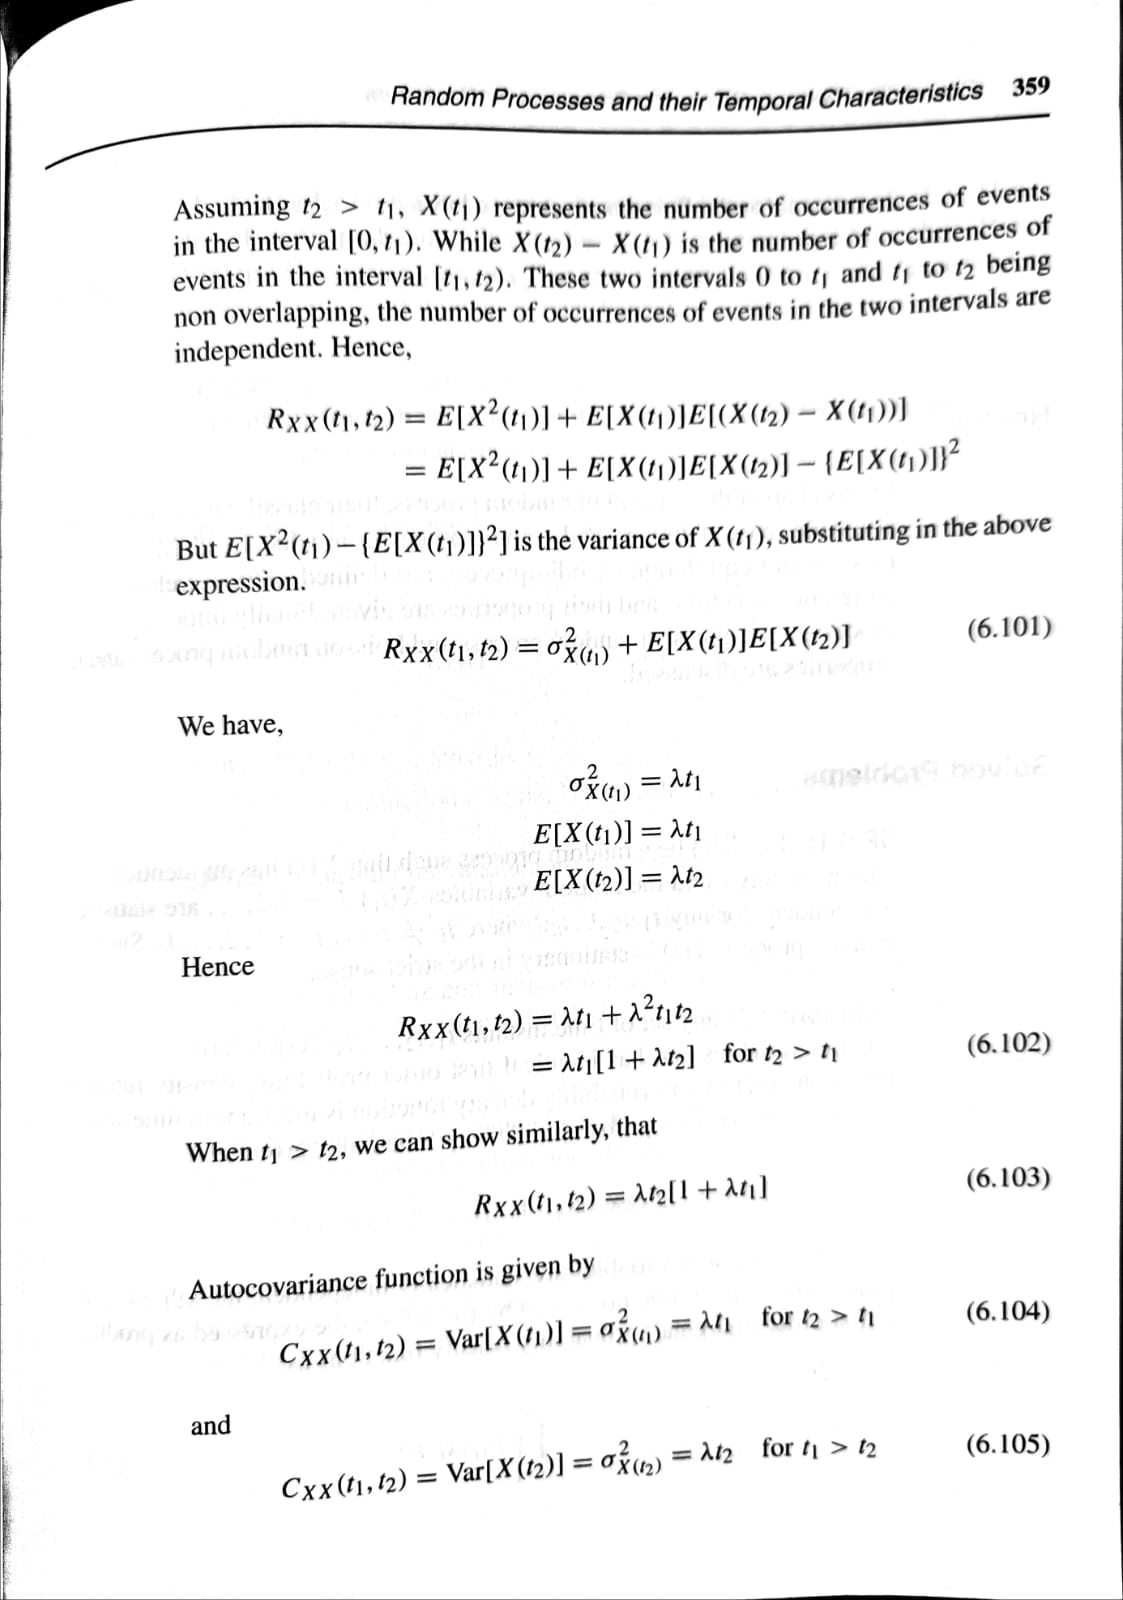 Random Processes and their Temporal Characteristics 359
Assuming t₂ > t₁, X(t₁) represents the number of occurrences of events
in the interval [0, t₁). While X(t₂) − X(t₁) is the number of occurrences of
events in the interval [t₁, t₂). These two intervals 0 to t₁ and t₁ to t₂ being
non overlapping, the number of occurrences of events in the two intervals are
independent. Hence,
R_XX(t₁, t₂) = E[X²(t₁)] + E[X(t₁)]E[(X(t₂) − X(t₁))]
= E[X²(t₁)] + E[X(t₁)]E[X(t₂)] − {E[X(t₁)]}²
But E[X²(t₁) − {E[X(t₁)]}²] is the variance of X(t₁), substituting in the above
expression.
R_XX(t₁, t₂) = σ²_X(t₁) + E[X(t₁)]E[X(t₂)] (6.101)
We have,
σ²_X(t₁) = λt₁
E[X(t₁)] = λt₁
E[X(t₂)] = λt₂
Hence
R_XX(t₁, t₂) = λt₁ + λ²t₁t₂
= λt₁[1 + λt₂] for t₂ > t₁ (6.102)
When t₁ > t₂, we can show similarly, that
R_XX(t₁, t₂) = λt₂[1 + λt₁] (6.103)
Autocovariance function is given by
C_XX(t₁, t₂) = Var[X(t₁)] = σ²_X(t₁) = λt₁ for t₂ > t₁ (6.104)
and
C_XX(t₁, t₂) = Var[X(t₂)] = σ²_X(t₂) = λt₂ for t₁ > t₂ (6.105)